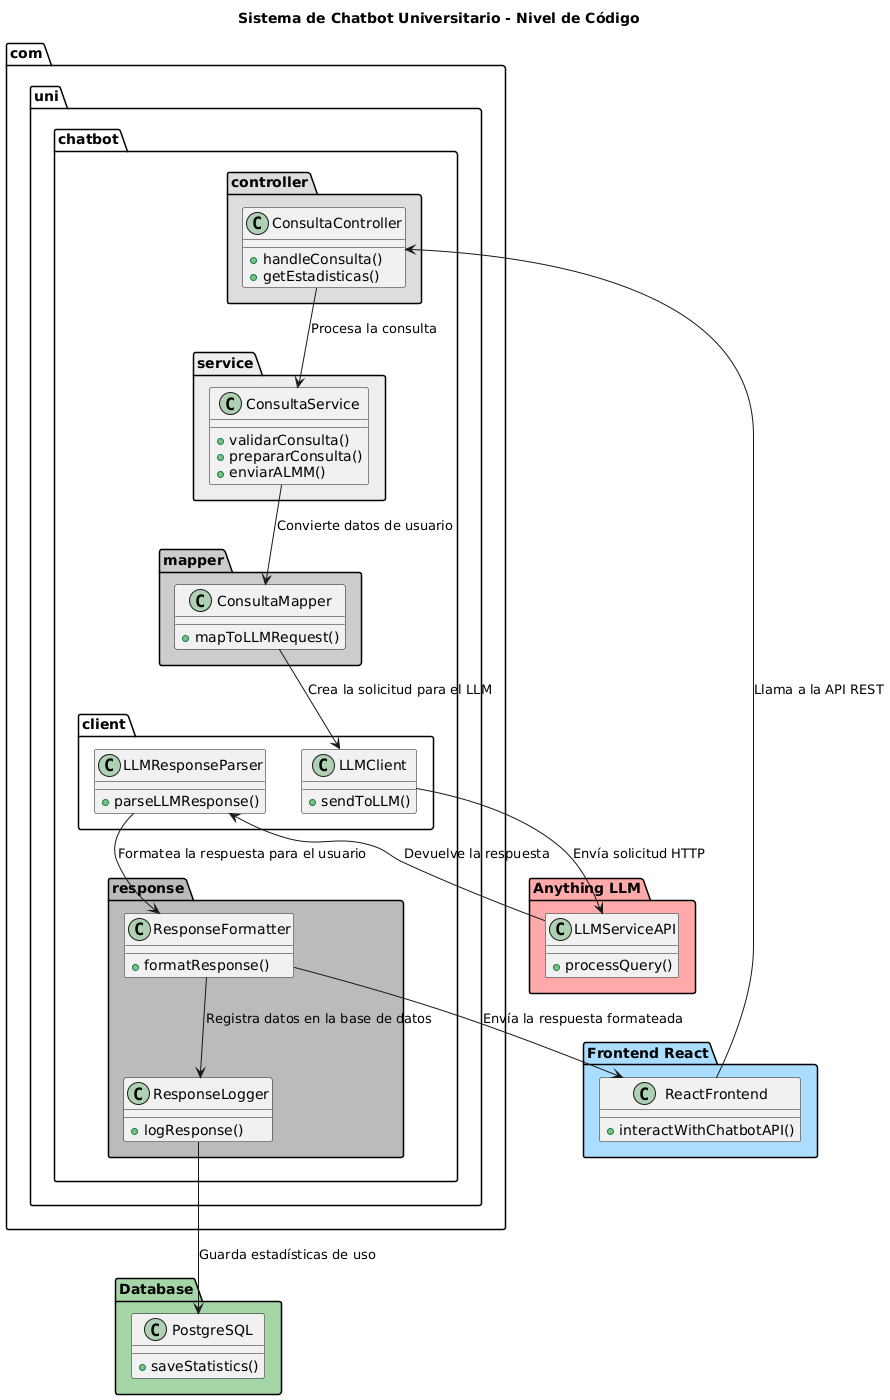 Sistema de Chatbot Universitario - Nivel de Código
com
uni
chatbot
controller
C ConsultaController
handleConsulta()
getEstadisticas()
Procesa la consulta
service
C ConsultaService
validarConsulta()
prepararConsulta()
enviarALMM()
Convierte datos de usuario
mapper
C ConsultaMapper
mapToLLMRequest()
Crea la solicitud para el LLM
Llama a la API REST
client
C LLMResponseParser
parseLLMResponse()
C LLMClient
sendToLLM()
Formatea la respuesta para el usuario
Devuelve la respuesta
Envía solicitud HTTP
response
C ResponseFormatter
formatResponse()
Anything LLM
C LLMServiceAPI
processQuery()
Registra datos en la base de datos
Envía la respuesta formateada
C ResponseLogger
logResponse()
Frontend React
C ReactFrontend
interactWithChatbotAPI()
Guarda estadísticas de uso
Database
C PostgreSQL
saveStatistics()